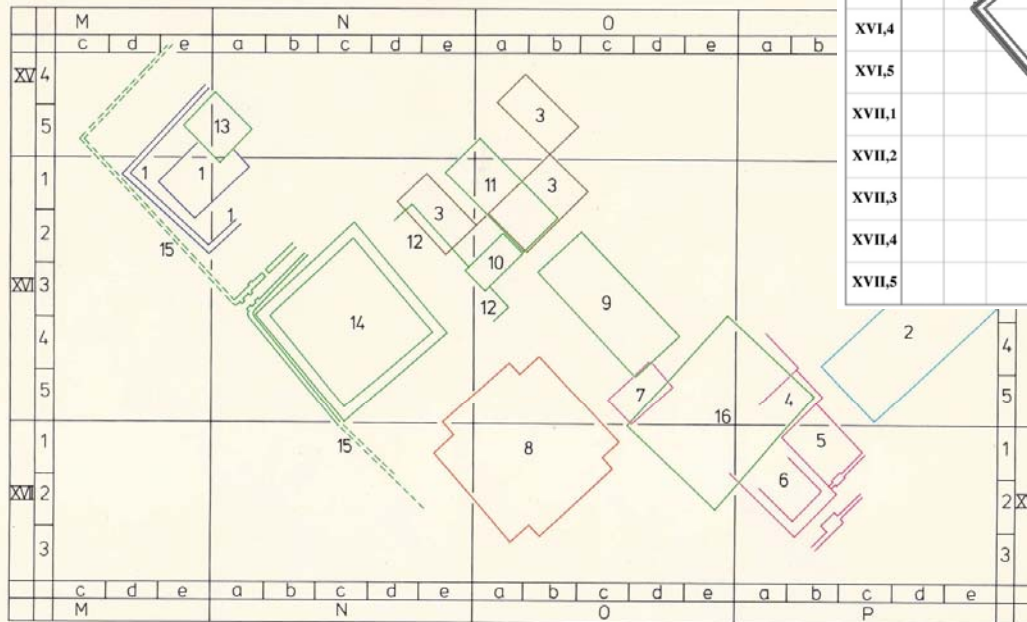 M N O
c d e a b c d e a b c d e a b
XV 4
5
1
2
XVI 3
4
5
1
XVII 2
3
13
1
1
1
15
3
3
3
11
12
10
12
14
9
2
7
4
16
5
8
6
15
XVI,4
XVI,5
XVII,1
XVII,2
XVII,3
XVII,4
XVII,5
4
5
1
2 X
3
c d e a b c d e a b c d e a b c d e
M N O P